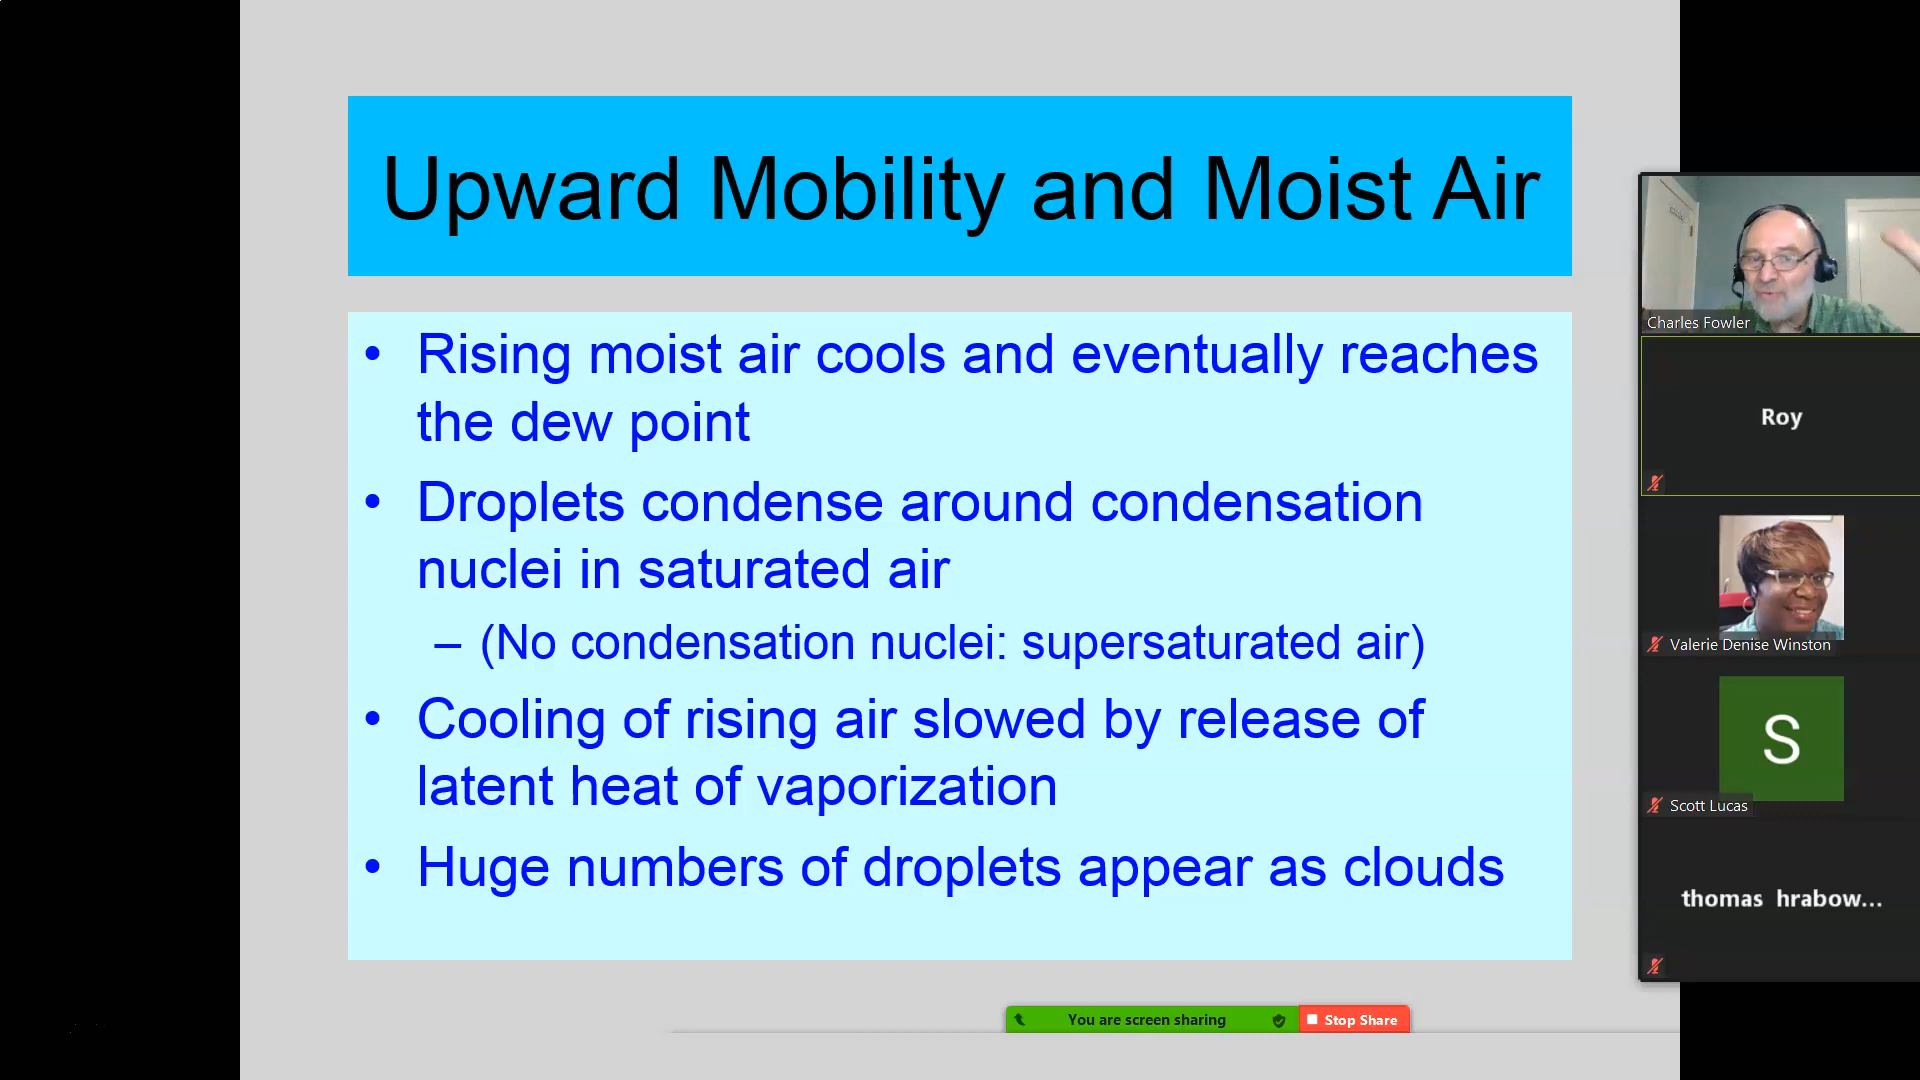 Upward Mobility and Moist Air
• Rising moist air cools and eventually reaches
the dew point
• Droplets condense around condensation
nuclei in saturated air
– (No condensation nuclei: supersaturated air)
• Cooling of rising air slowed by release of
latent heat of vaporization
• Huge numbers of droplets appear as clouds
Charles Fowler
Roy
Valerie Denise Winston
S
Scott Lucas
thomas hrabow...
You are screen sharing
Stop Share